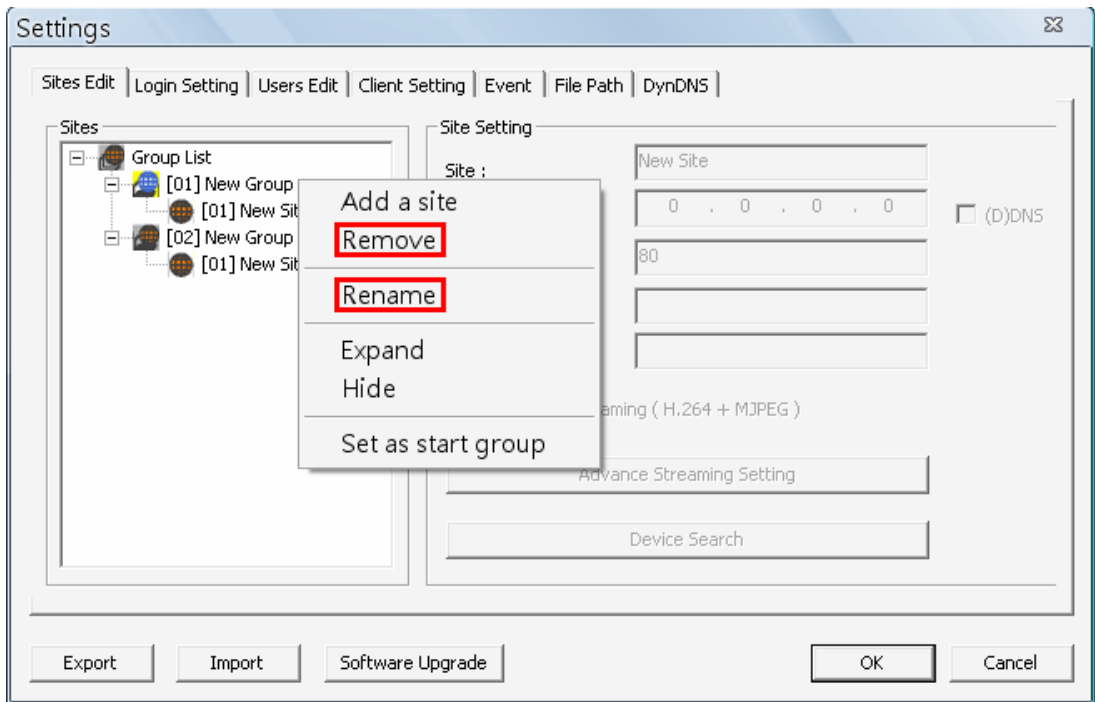 Settings
Sites Edit Login Setting Users Edit Client Setting Event File Path DynDNS
Sites
Group List
[01] New Group
[01] New Sit
[02] New Group
[01] New Sit
Add a site
Remove
Rename
Expand
Hide
Set as start group
Site Setting
Site : New Site
0 . 0 . 0 . 0 (D)DNS
80
aming ( H.264 + MJPEG )
Advance Streaming Setting
Device Search
Export Import Software Upgrade OK Cancel